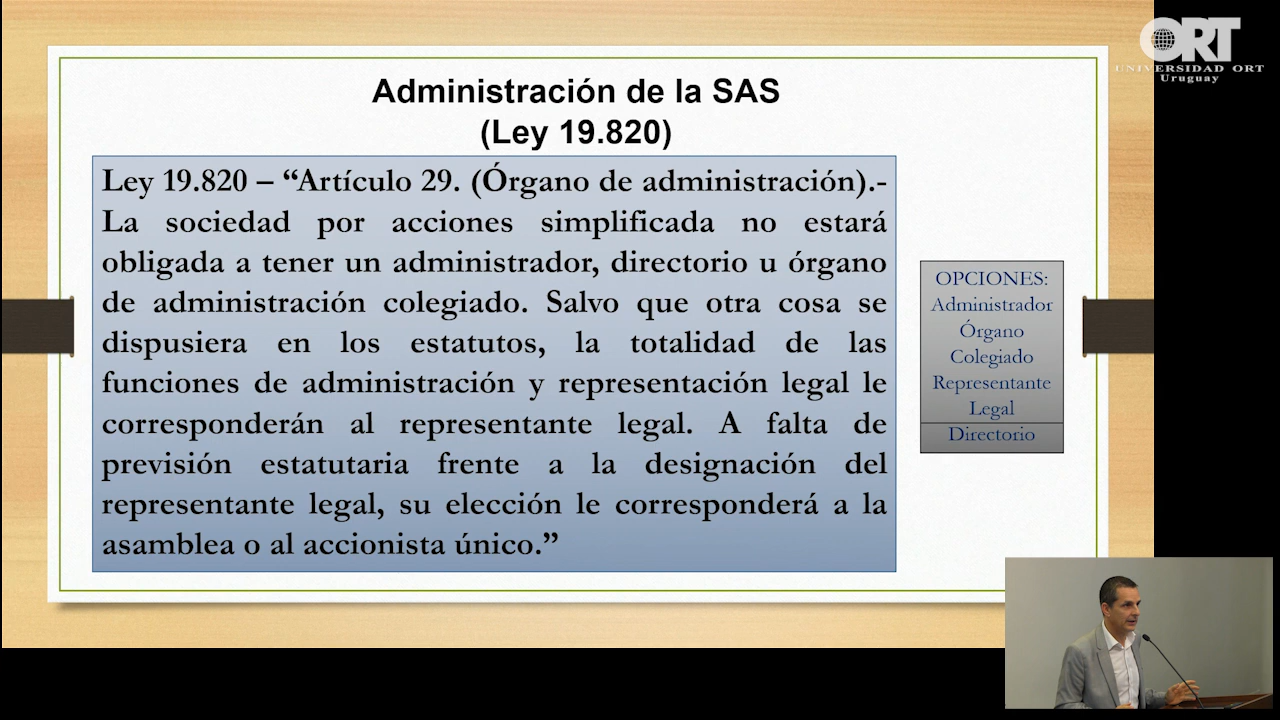 ORT
UNIVERSIDAD ORT
Uruguay
Administración de la SAS
(Ley 19.820)
Ley 19.820 – “Artículo 29. (Órgano de administración).-
La sociedad por acciones simplificada no estará
obligada a tener un administrador, directorio u órgano
de administración colegiado. Salvo que otra cosa se
dispusiera en los estatutos, la totalidad de las
funciones de administración y representación legal le
corresponderán al representante legal. A falta de
previsión estatutaria frente a la designación del
representante legal, su elección le corresponderá a la
asamblea o al accionista único.”
OPCIONES:
Administrador
Órgano
Colegiado
Representante
Legal
Directorio